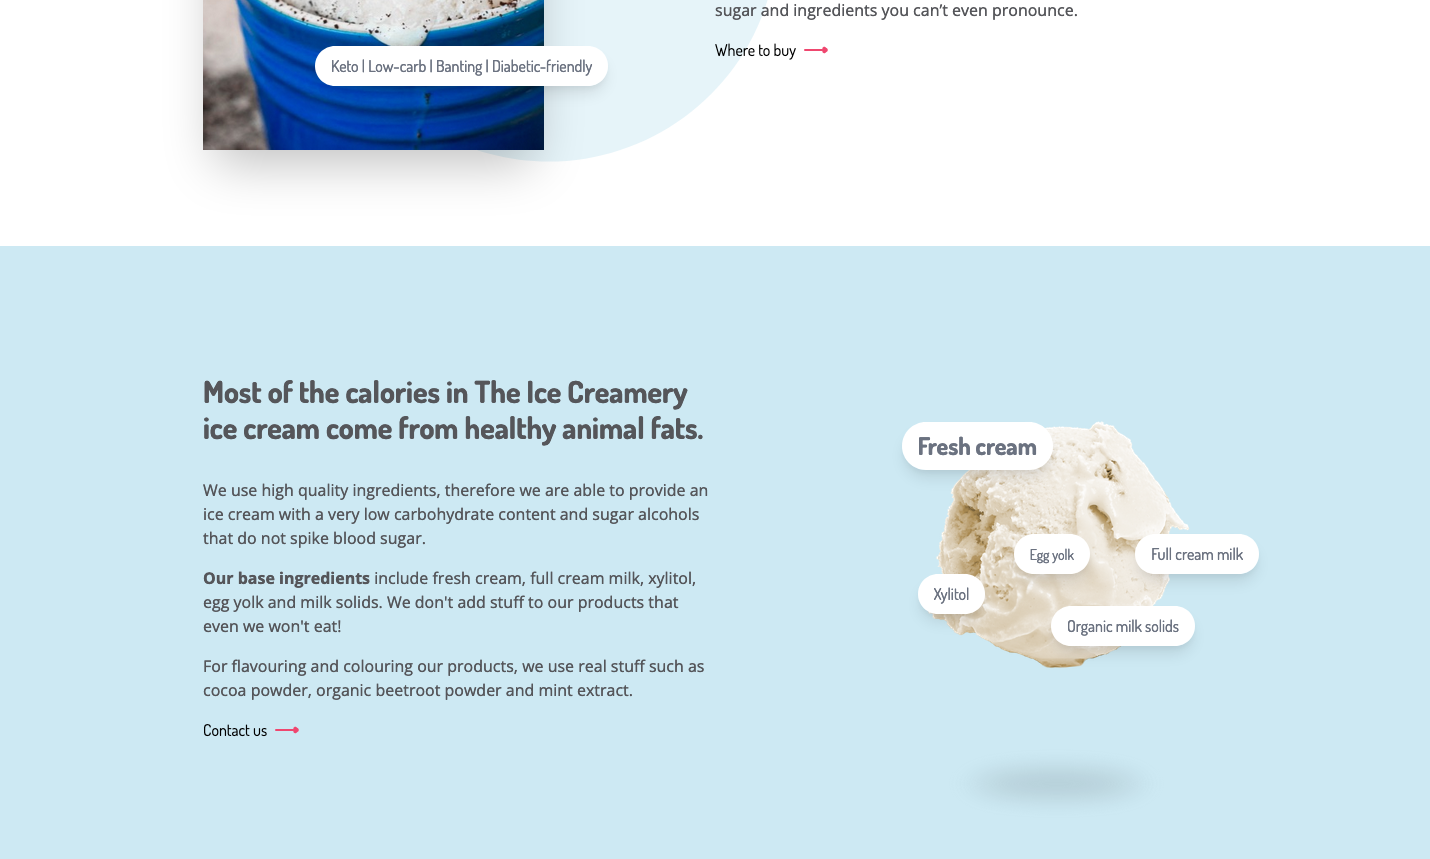 sugar and ingredients you can’t even pronounce.
Where to buy
Keto | Low-carb | Banting | Diabetic-friendly
Most of the calories in The Ice Creamery
ice cream come from healthy animal fats.
We use high quality ingredients, therefore we are able to provide an
ice cream with a very low carbohydrate content and sugar alcohols
that do not spike blood sugar.
Our base ingredients include fresh cream, full cream milk, xylitol,
egg yolk and milk solids. We don't add stuff to our products that
even we won't eat!
For flavouring and colouring our products, we use real stuff such as
cocoa powder, organic beetroot powder and mint extract.
Contact us
Fresh cream
Egg yolk
Full cream milk
Xylitol
Organic milk solids